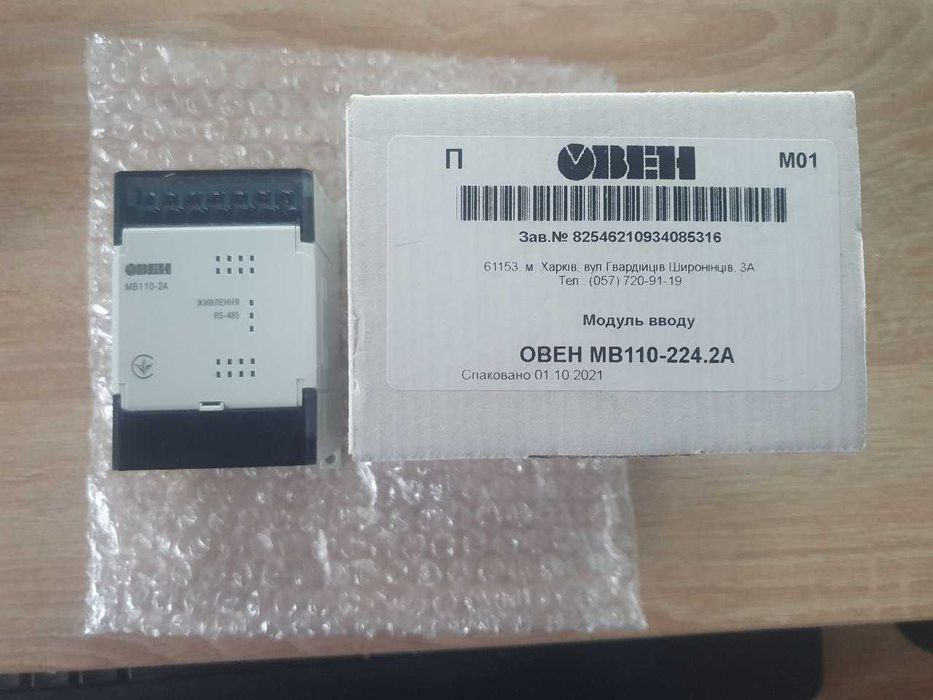 ОВЕН
МВ110-2А
ЖИВЛЕННЯ
RS-485
П
ОВЕН
М01
Зав.№ 82546210934085316
61153, м. Харків, вул.Гвардійців Широнінців, 3А
Тел.: (057) 720-91-19
Модуль вводу
ОВЕН МВ110-224.2А
Спаковано 01.10.2021